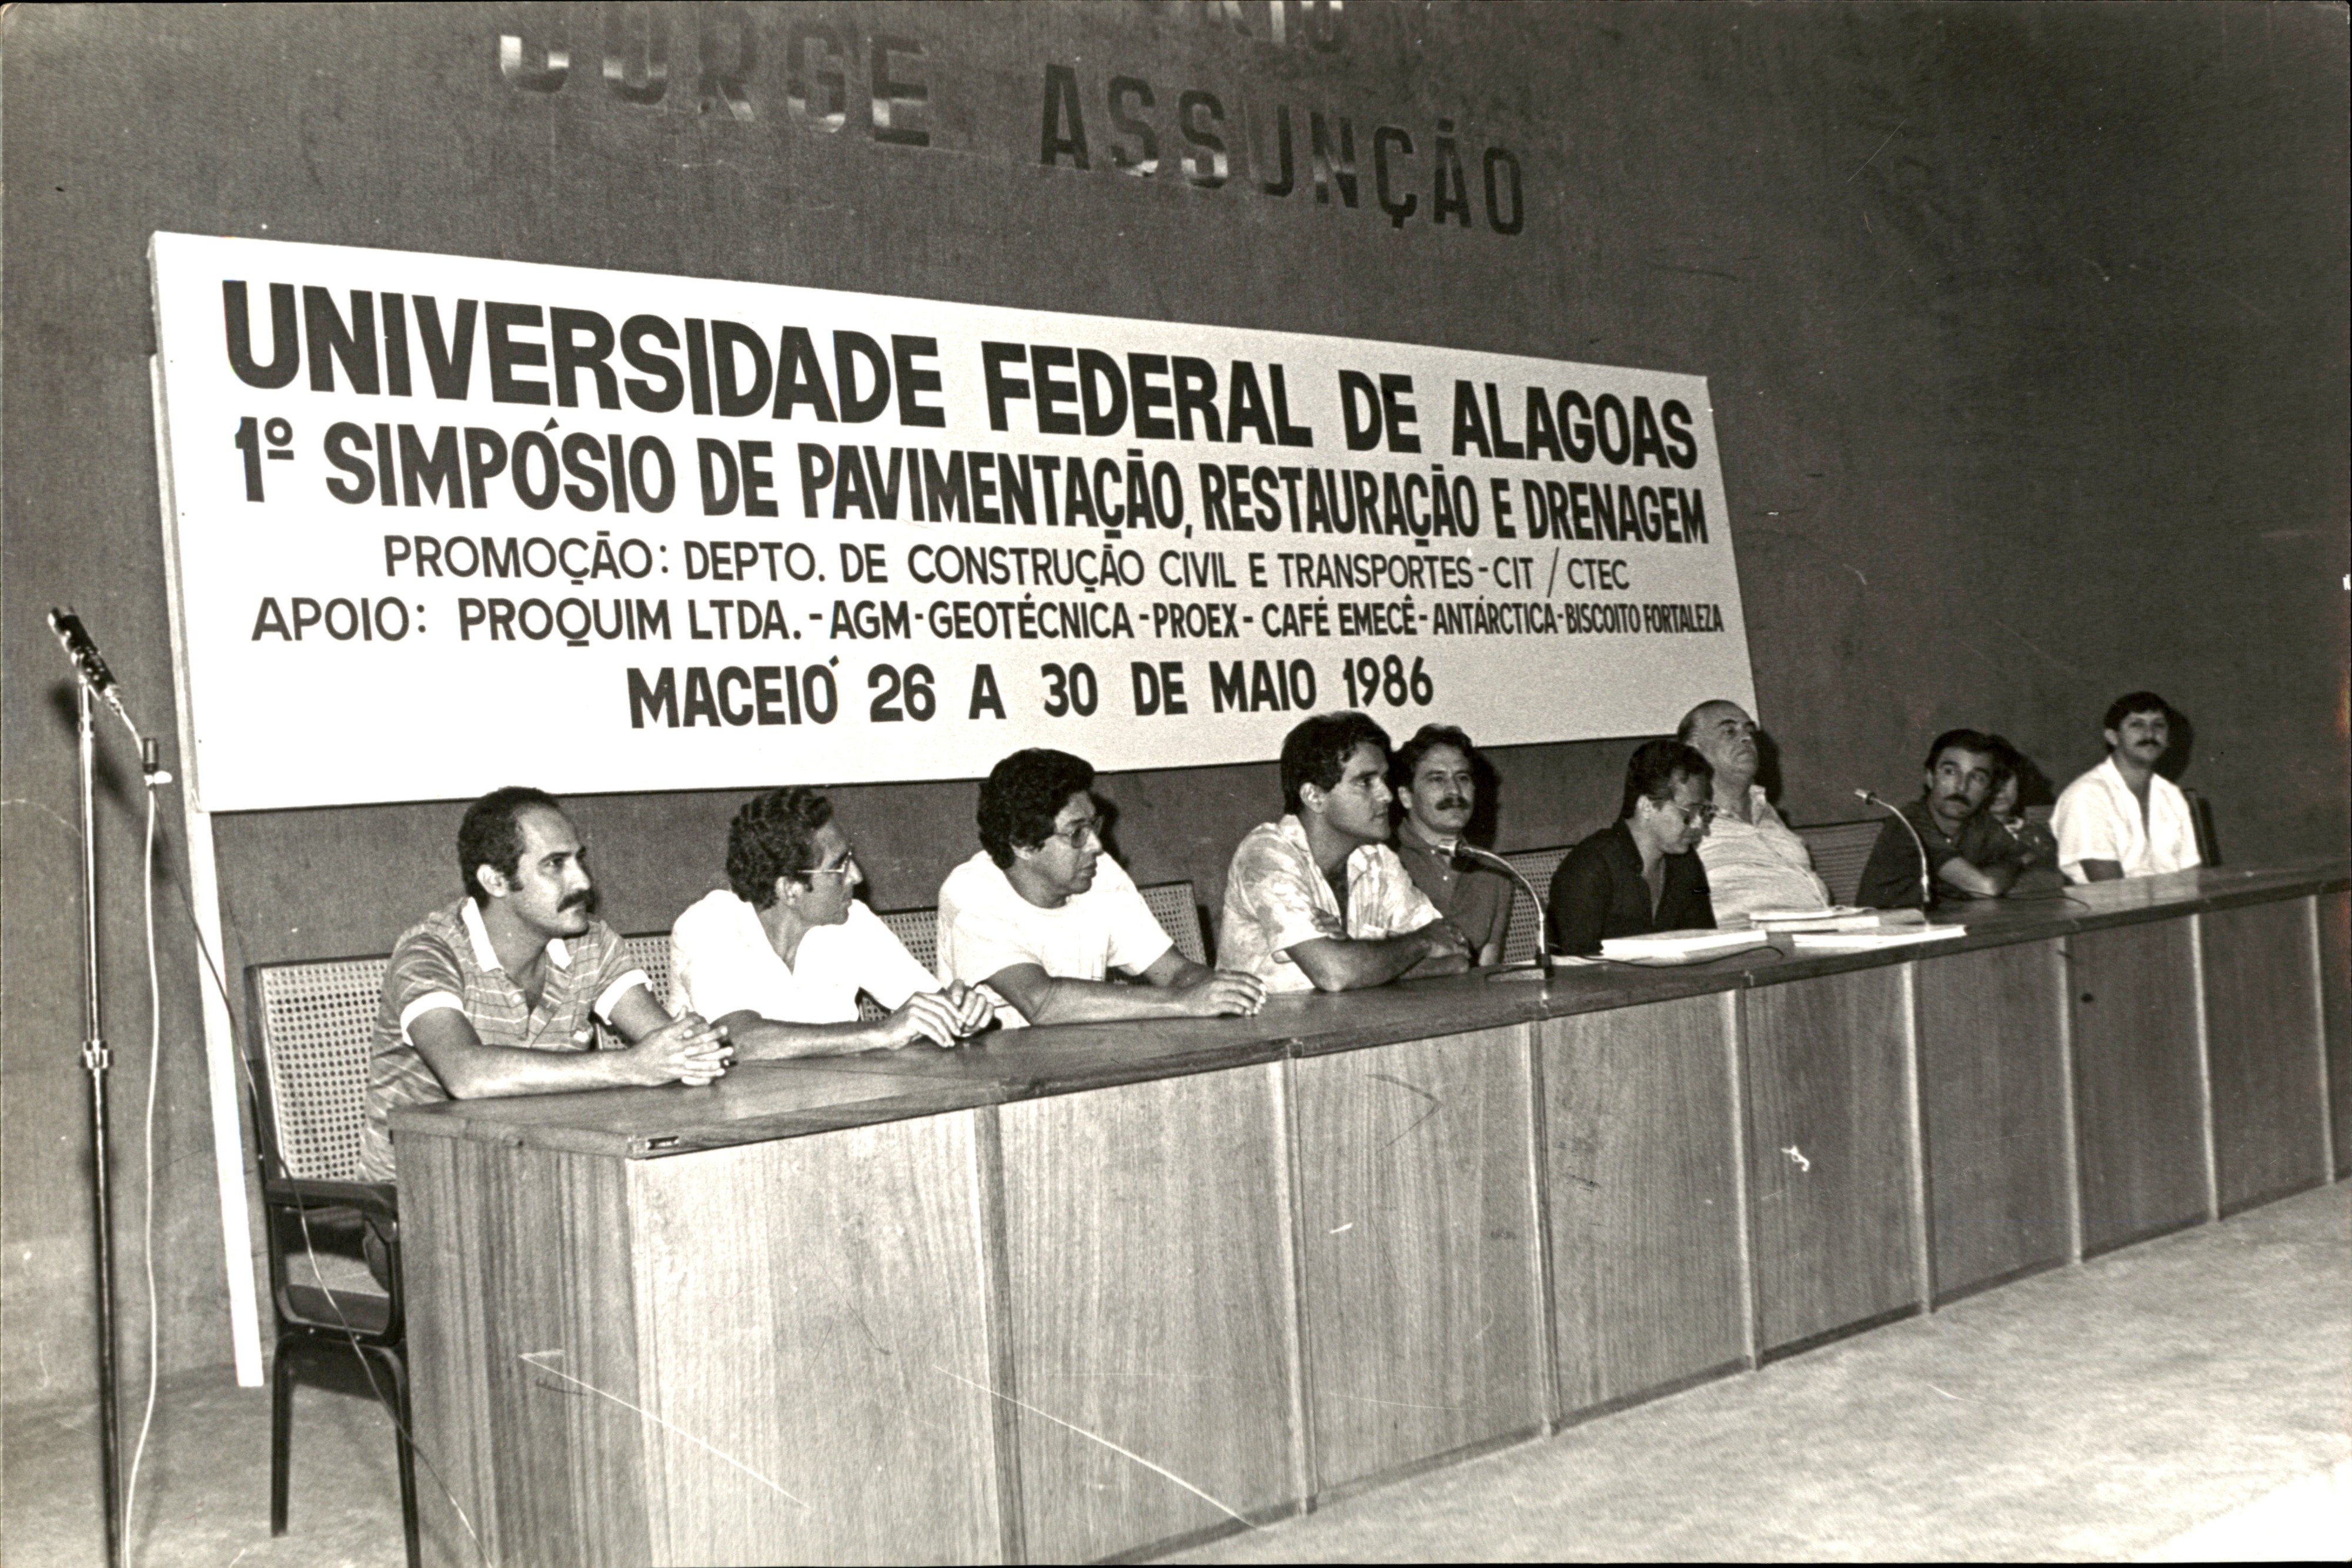 JORGE ASSUNÇÃO
UNIVERSIDADE FEDERAL DE ALAGOAS
1º SIMPÓSIO DE PAVIMENTAÇÃO, RESTAURAÇÃO E DRENAGEM
PROMOÇÃO: DEPTO. DE CONSTRUÇÃO CIVIL E TRANSPORTES-CIT / CTEC
APOIO: PROQUIM LTDA.-AGM-GEOTÉCNICA-PROEX-CAFÉ EMECÊ-ANTÁRCTICA-BISCOITO FORTALEZA
MACEIÓ 26 A 30 DE MAIO 1986